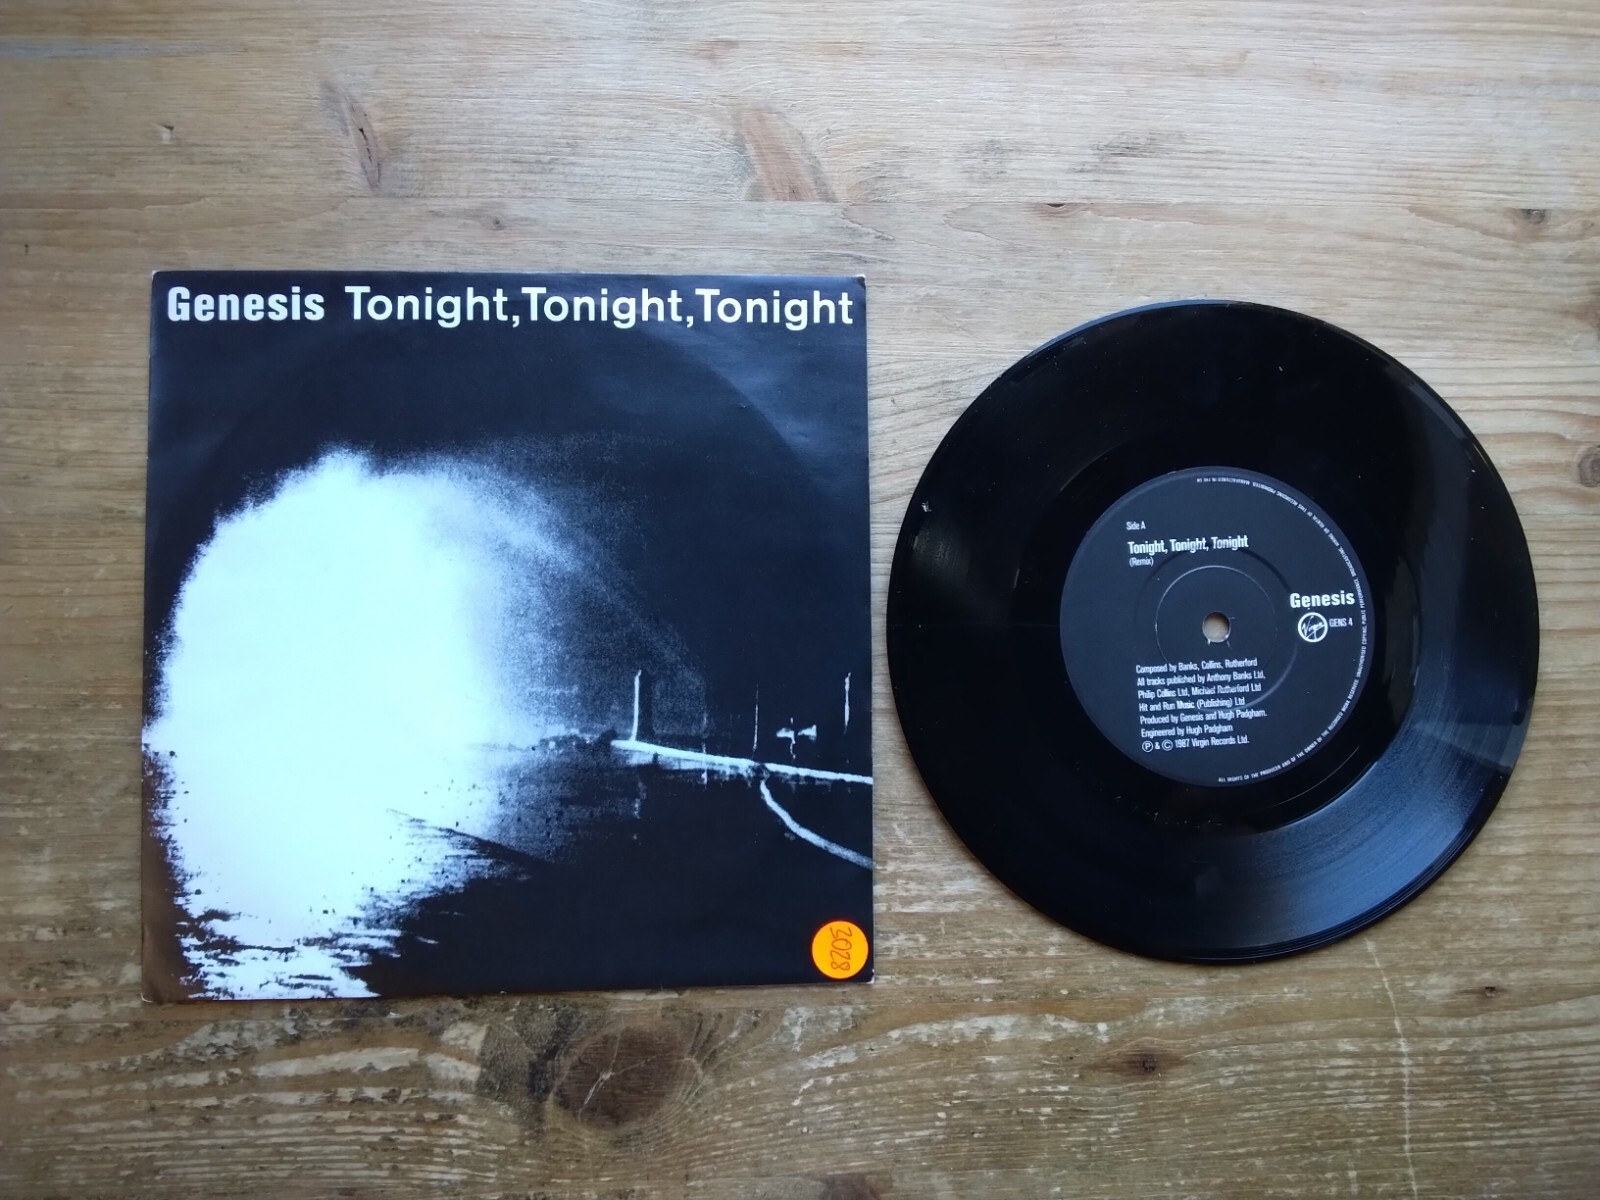 Genesis Tonight, Tonight, Tonight
3028
Side A
Tonight, Tonight, Tonight
(Remix)
Genesis
Virgin
GENS 4
Composed by Banks, Collins, Rutherford
All tracks published by Anthony Banks Ltd,
Philip Collins Ltd, Michael Rutherford Ltd
Hit and Run Music (Publishing) Ltd
Produced by Genesis and Hugh Padgham.
Engineered by Hugh Padgham
Ⓟ & © 1987 Virgin Records Ltd.